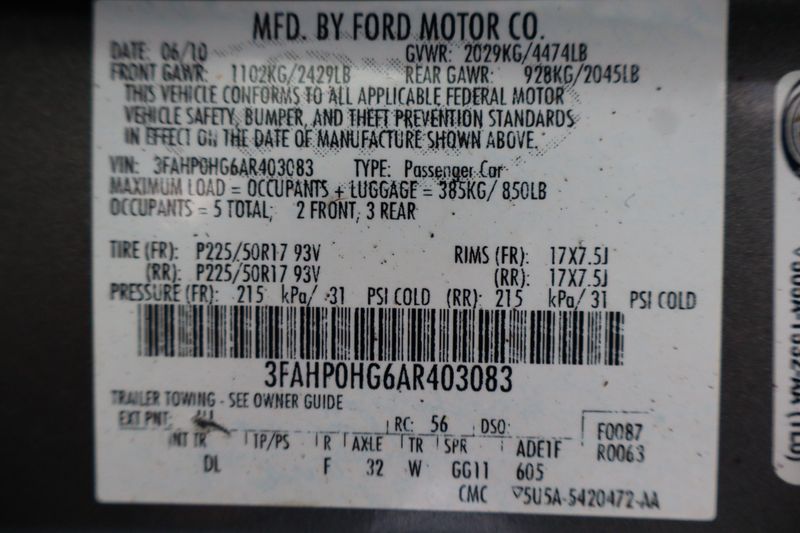 MFD. BY FORD MOTOR CO.
DATE: 06/10 GVWR: 2029KG/4474LB
FRONT GAWR: 1102KG/2429LB REAR GAWR: 928KG/2045LB
THIS VEHICLE CONFORMS TO ALL APPLICABLE FEDERAL MOTOR
VEHICLE SAFETY, BUMPER, AND THEFT PREVENTION STANDARDS
IN EFFECT ON THE DATE OF MANUFACTURE SHOWN ABOVE.
VIN: 3FAHP0HG6AR403083 TYPE: Passenger Car
MAXIMUM LOAD = OCCUPANTS + LUGGAGE = 385KG/ 850LB
OCCUPANTS = 5 TOTAL; 2 FRONT, 3 REAR
TIRE (FR): P225/50R17 93V RIMS (FR): 17X7.5J
(RR): P225/50R17 93V (RR): 17X7.5J
PRESSURE (FR): 215 kPa/ 31 PSI COLD (RR): 215 kPa/ 31 PSI COLD
3FAHP0HG6AR403083
TRAILER TOWING - SEE OWNER GUIDE
EXT PNT: RC: 56 DSO: F0087
INT TR TP/PS R AXLE TR SPR ADE1F R0063
DL F 32 W GG11 605
CMC 5U5A-5420472-AA